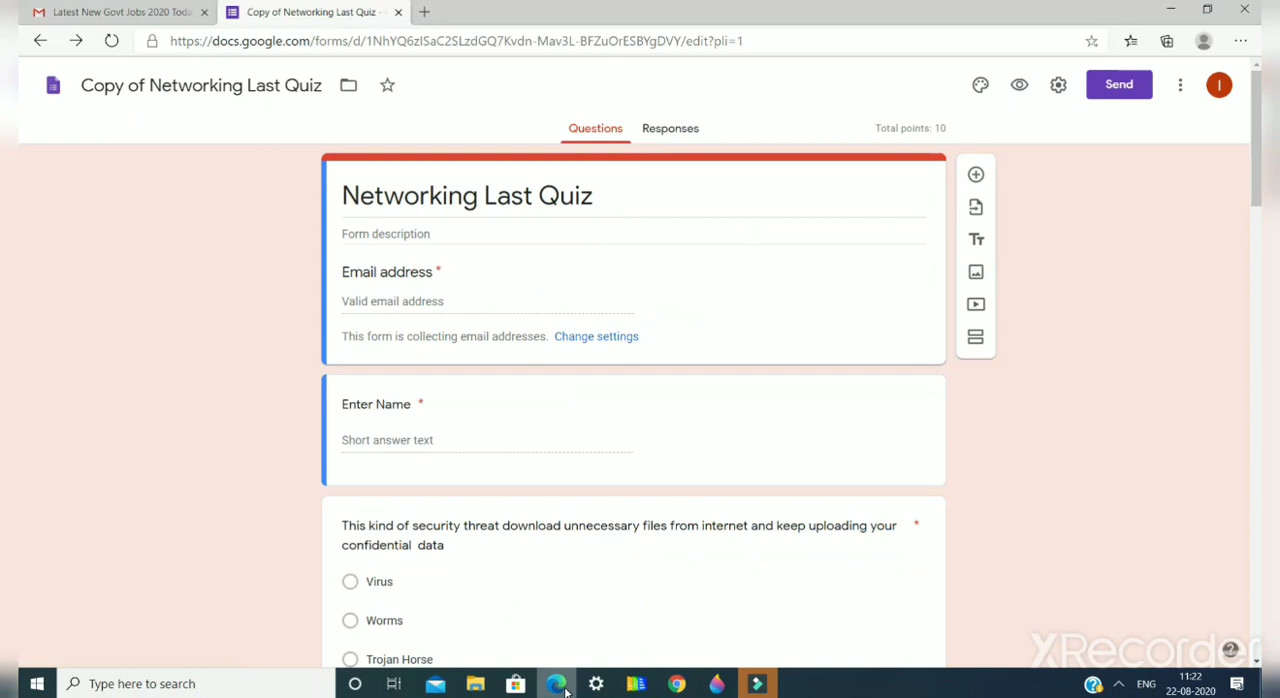 Latest New Govt Jobs 2020 Toda
Copy of Networking Last Quiz -
https://docs.google.com/forms/d/1NhYQ6zISaC2SLzdGQ7Kvdn-Mav3L-BFZuOrESBYgDVY/edit?pli=1
Copy of Networking Last Quiz
Send
I
Questions
Responses
Total points: 10
Networking Last Quiz
Form description
Email address *
Valid email address
This form is collecting email addresses. Change settings
Enter Name *
Short answer text
This kind of security threat download unnecessary files from internet and keep uploading your *
confidential data
Virus
Worms
Trojan Horse
XRecorder
Type here to search
ENG
11:22
22-08-2020